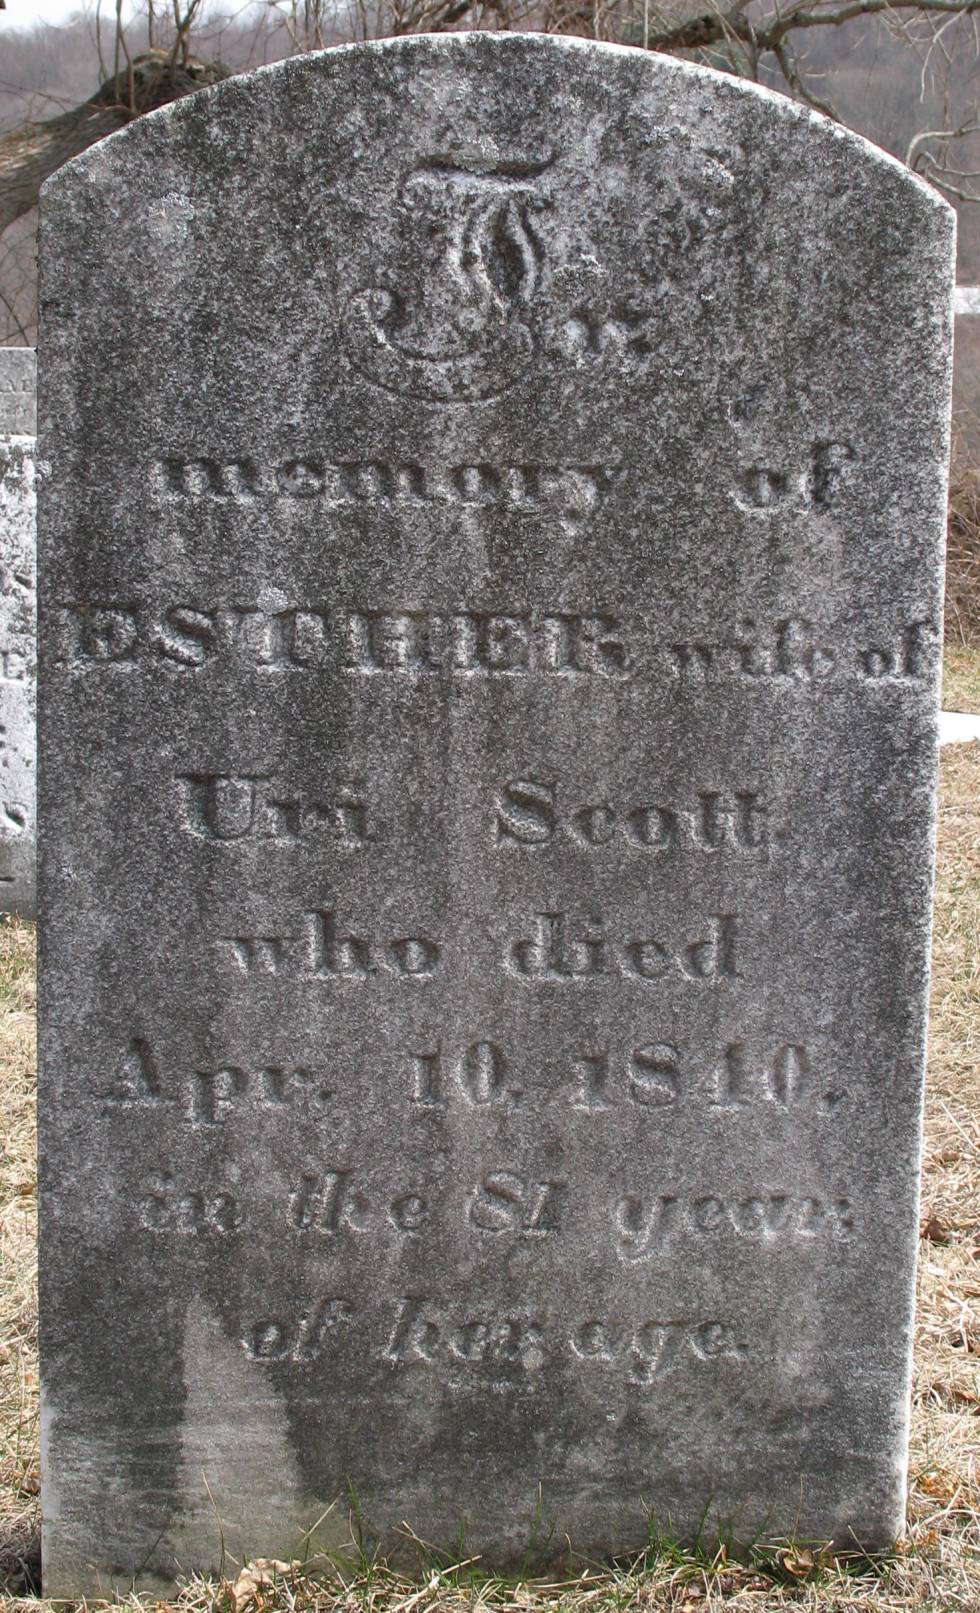 In
memory of
ESTHER wife of
Uri Scott
who died
Apr. 10, 1840,
in the 81 year
of her age.